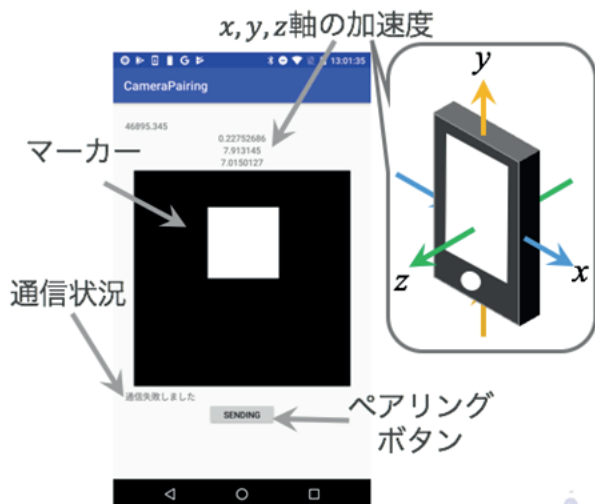 x, y, z軸の加速度
13:01:35
CameraPairing
46895.345
0.22752686
7.913145
7.0150127
マーカー
通信状況
通信失敗しました
SENDING
ペアリング
ボタン
y
z
x